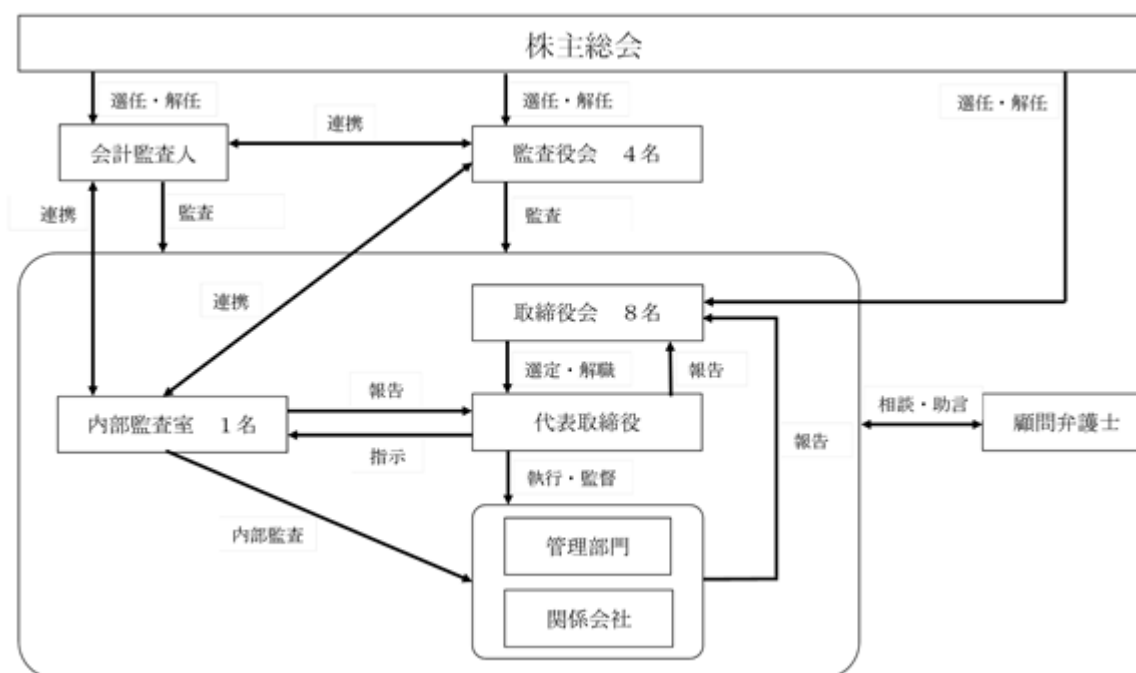 株主総会
選任・解任
選任・解任
選任・解任
連携
会計監査人
監査役会　4名
連携
監査
監査
連携
取締役会　8名
選定・解職
報告
報告
内部監査室　1名
代表取締役
相談・助言
顧問弁護士
指示
報告
執行・監督
内部監査
管理部門
関係会社